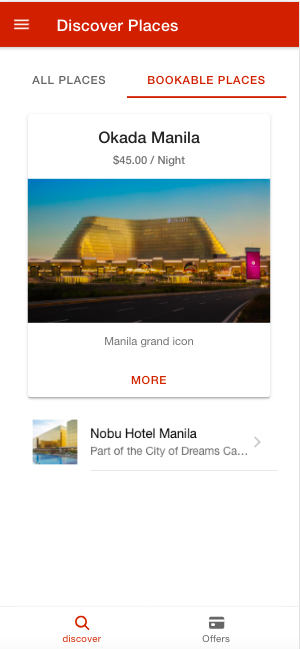 Discover Places
ALL PLACES
BOOKABLE PLACES
Okada Manila
$45.00 / Night
Manila grand icon
MORE
Nobu Hotel Manila
Part of the City of Dreams Ca...
discover
Offers